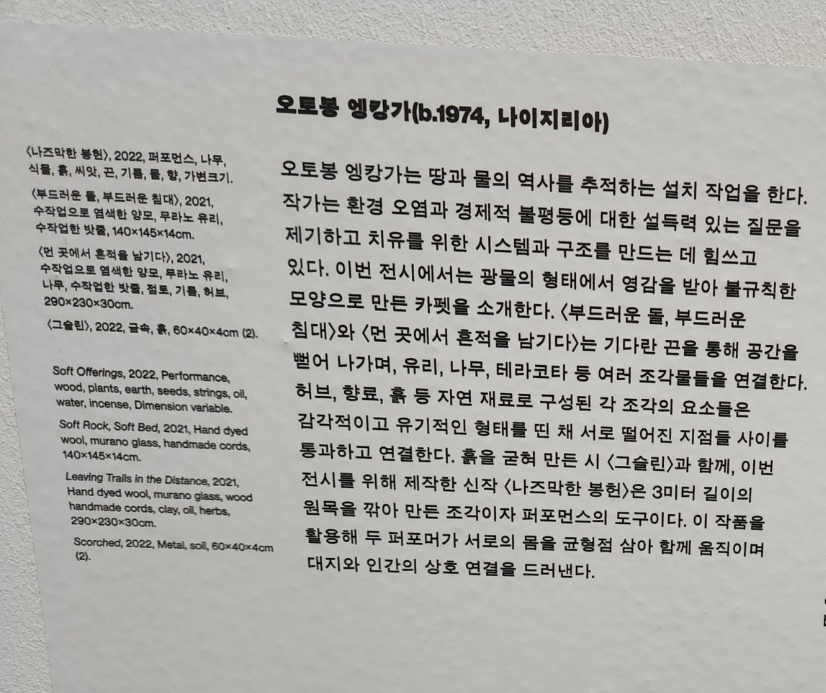 오토봉 엥캉가(b.1974, 나이지리아)
〈나즈막한 봉헌〉, 2022, 퍼포먼스, 나무,
식물, 흙, 씨앗, 끈, 기름, 물, 향, 가변크기.
〈부드러운 돌, 부드러운 침대〉, 2021,
수작업으로 염색한 양모, 무라노 유리,
수작업한 밧줄, 140×145×14cm.
〈먼 곳에서 흔적을 남기다〉, 2021,
수작업으로 염색한 양모, 무라노 유리,
나무, 수작업한 밧줄, 점토, 기름, 허브,
290×230×30cm.
〈그슬린〉, 2022, 금속, 흙, 60×40×4cm (2).
Soft Offerings, 2022, Performance,
wood, plants, earth, seeds, strings, oil,
water, incense, Dimension variable.
Soft Rock, Soft Bed, 2021, Hand dyed
wool, murano glass, handmade cords,
140×145×14cm.
Leaving Trails in the Distance, 2021,
Hand dyed wool, murano glass, wood
handmade cords, clay, oil, herbs,
290×230×30cm.
Scorched, 2022, Metal, soil, 60×40×4cm
(2).
오토봉 엥캉가는 땅과 물의 역사를 추적하는 설치 작업을 한다.
작가는 환경 오염과 경제적 불평등에 대한 설득력 있는 질문을
제기하고 치유를 위한 시스템과 구조를 만드는 데 힘쓰고
있다. 이번 전시에서는 광물의 형태에서 영감을 받아 불규칙한
모양으로 만든 카펫을 소개한다. 〈부드러운 돌, 부드러운
침대〉와 〈먼 곳에서 흔적을 남기다〉는 기다란 끈을 통해 공간을
뻗어 나가며, 유리, 나무, 테라코타 등 여러 조각물들을 연결한다.
허브, 향료, 흙 등 자연 재료로 구성된 각 조각의 요소들은
감각적이고 유기적인 형태를 띤 채 서로 떨어진 지점들 사이를
통과하고 연결한다. 흙을 굳혀 만든 시 〈그슬린〉과 함께, 이번
전시를 위해 제작한 신작 〈나즈막한 봉헌〉은 3미터 길이의
원목을 깎아 만든 조각이자 퍼포먼스의 도구이다. 이 작품을
활용해 두 퍼포머가 서로의 몸을 균형점 삼아 함께 움직이며
대지와 인간의 상호 연결을 드러낸다.